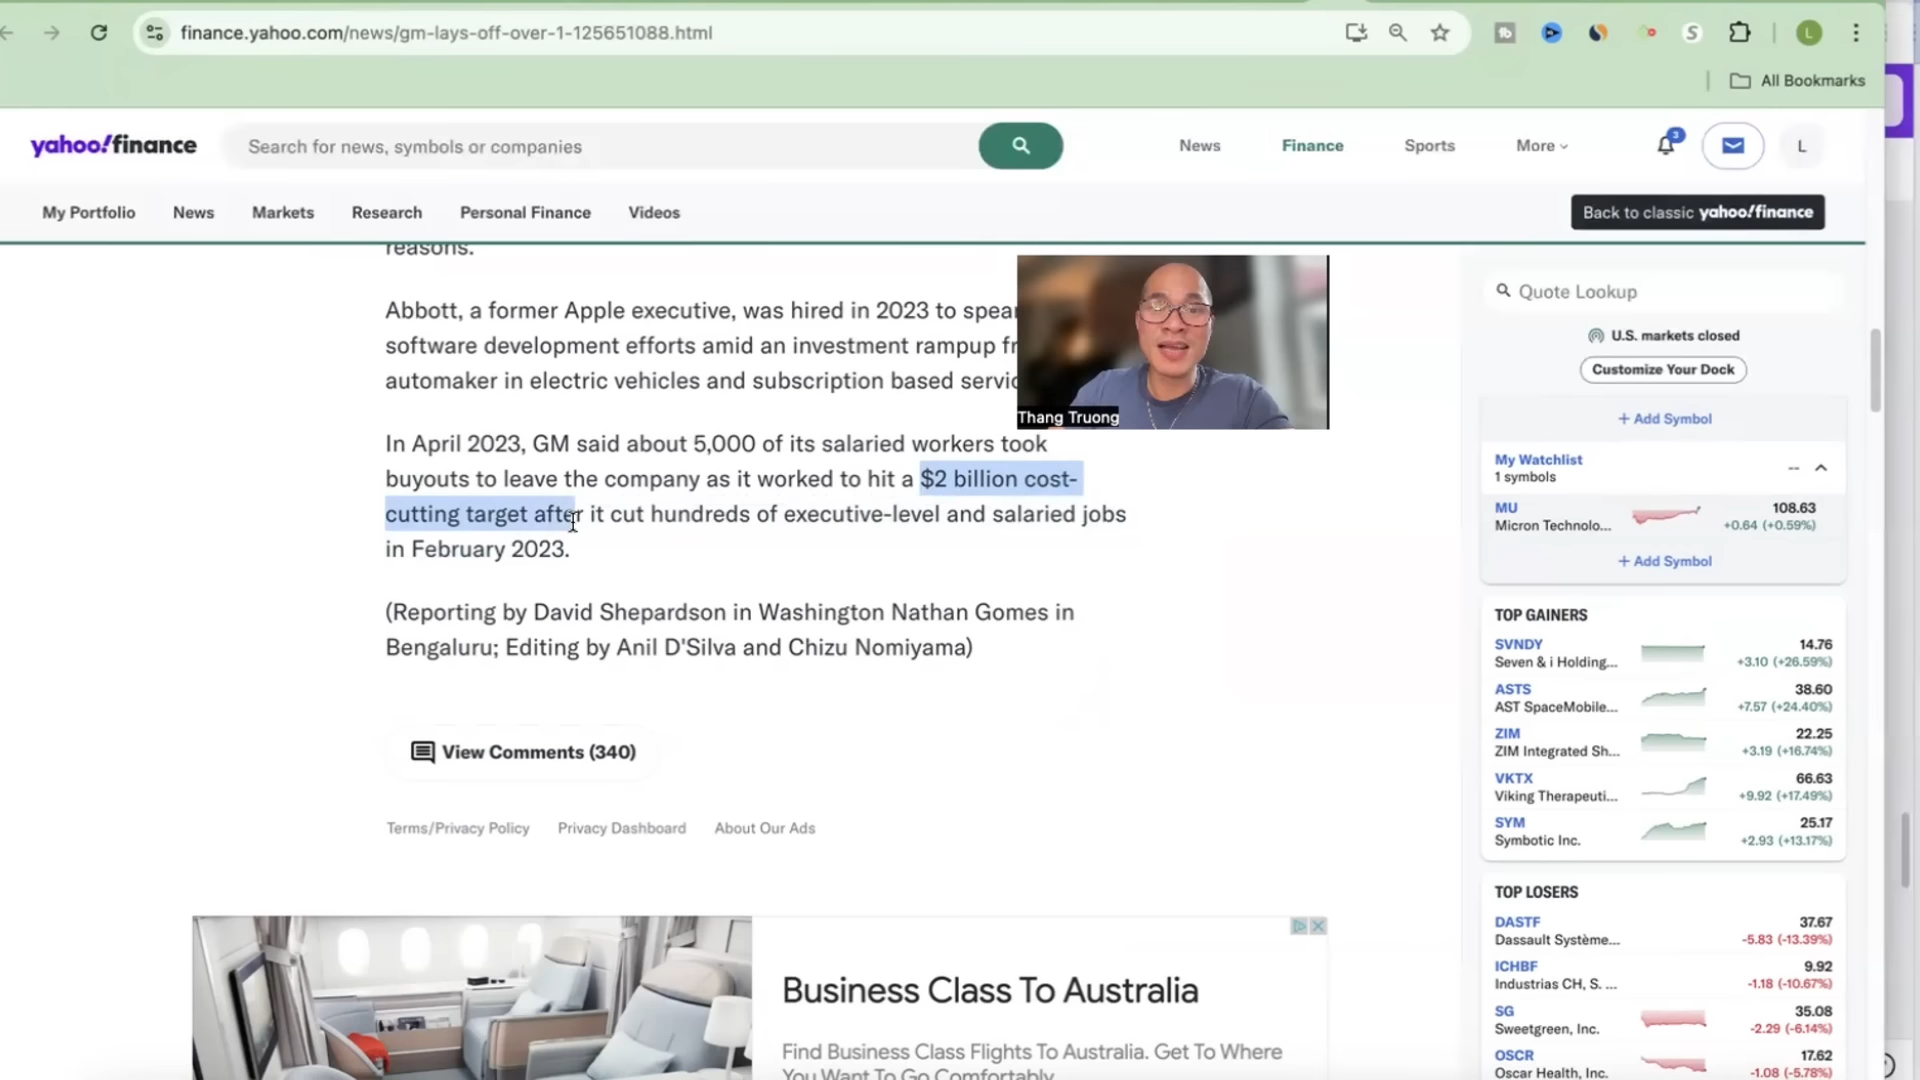 finance.yahoo.com/news/gm-lays-off-over-1-125651088.html
L
All Bookmarks
yahoo!finance
Search for news, symbols or companies
News
Finance
Sports
More
3
L
My Portfolio
News
Markets
Research
Personal Finance
Videos
Back to classic yahoo!finance
reasons.
Abbott, a former Apple executive, was hired in 2023 to spear
software development efforts amid an investment rampup fr
automaker in electric vehicles and subscription based servic
Thang Truong
In April 2023, GM said about 5,000 of its salaried workers took
buyouts to leave the company as it worked to hit a $2 billion cost-
cutting target after it cut hundreds of executive-level and salaried jobs
in February 2023.
(Reporting by David Shepardson in Washington Nathan Gomes in
Bengaluru; Editing by Anil D'Silva and Chizu Nomiyama)
View Comments (340)
Terms/Privacy Policy
Privacy Dashboard
About Our Ads
Business Class To Australia
Find Business Class Flights To Australia. Get To Where
You Want To Go Comfortably
Quote Lookup
U.S. markets closed
Customize Your Dock
+ Add Symbol
My Watchlist
--
1 symbols
MU 108.63
Micron Technolo... +0.64 (+0.59%)
+ Add Symbol
TOP GAINERS
SVNDY 14.76
Seven & i Holding... +3.10 (+26.59%)
ASTS 38.60
AST SpaceMobile... +7.57 (+24.40%)
ZIM 22.25
ZIM Integrated Sh... +3.19 (+16.74%)
VKTX 66.63
Viking Therapeuti... +9.92 (+17.49%)
SYM 25.17
Symbotic Inc. +2.93 (+13.17%)
TOP LOSERS
DASTF 37.67
Dassault Système... -5.83 (-13.39%)
ICHBF 9.92
Industrias CH, S. ... -1.18 (-10.67%)
SG 35.08
Sweetgreen, Inc. -2.29 (-6.14%)
OSCR 17.62
Oscar Health, Inc. -1.08 (-5.78%)